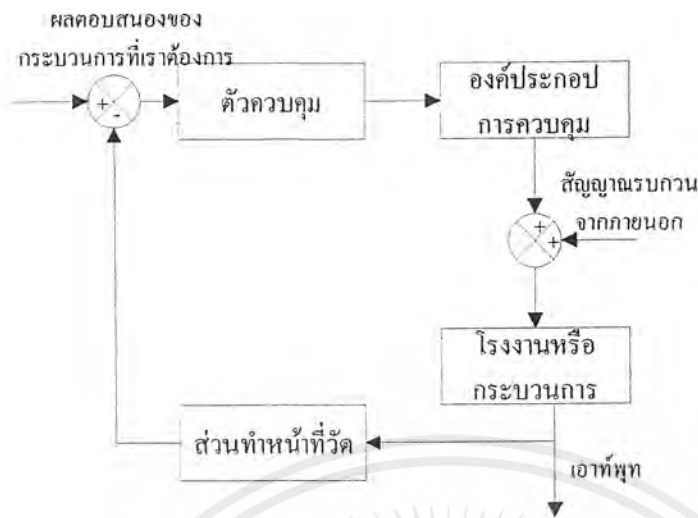 ผลตอบสนองของ
กระบวนการที่เราต้องการ
+
-
ตัวควบคุม
องค์ประกอป
การควบคุม
สัญญาณรบกวน
จากภายนอก
+
+
โรงงานหรือ
กระบวนการ
ส่วนทำหน้าที่วัด
เอาท์พุท